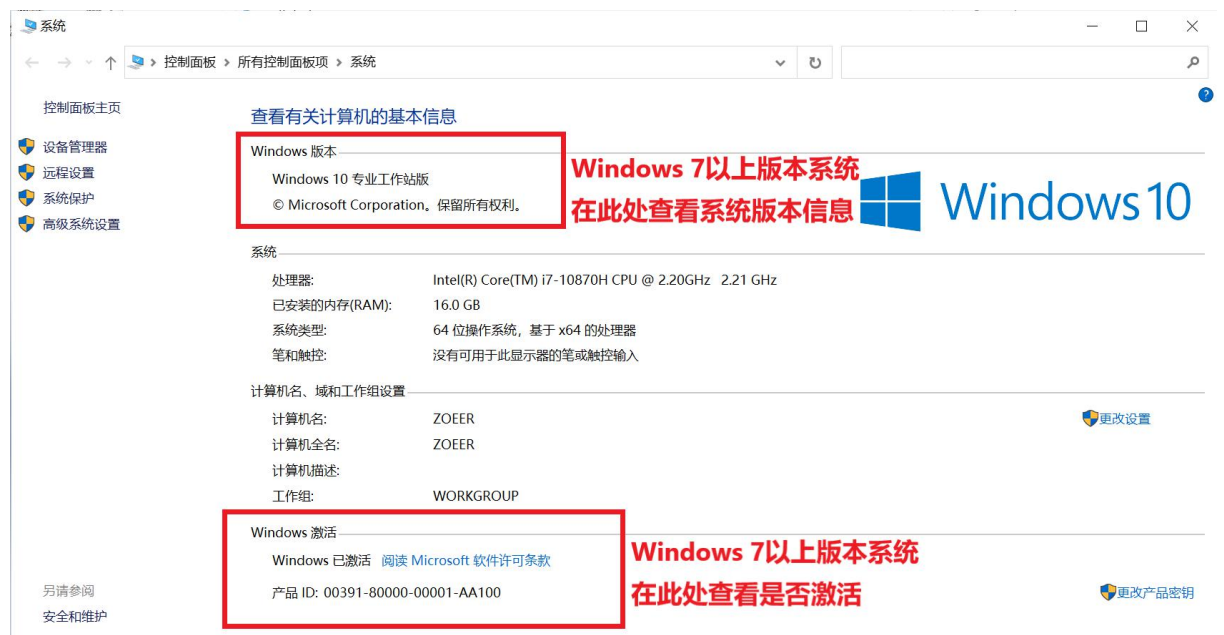 系统
控制面板 › 所有控制面板项 › 系统
控制面板主页
设备管理器
远程设置
系统保护
高级系统设置
另请参阅
安全和维护
查看有关计算机的基本信息
Windows 版本
Windows 10 专业工作站版
© Microsoft Corporation。保留所有权利。
Windows 7以上版本系统
在此处查看系统版本信息
Windows 10
系统
处理器: Intel(R) Core(TM) i7-10870H CPU @ 2.20GHz 2.21 GHz
已安装的内存(RAM): 16.0 GB
系统类型: 64 位操作系统，基于 x64 的处理器
笔和触控: 没有可用于此显示器的笔或触控输入
计算机名、域和工作组设置
计算机名: ZOEER
更改设置
计算机全名: ZOEER
计算机描述:
工作组: WORKGROUP
Windows 激活
Windows 已激活 阅读 Microsoft 软件许可条款
产品 ID: 00391-80000-00001-AA100
Windows 7以上版本系统
在此处查看是否激活
更改产品密钥